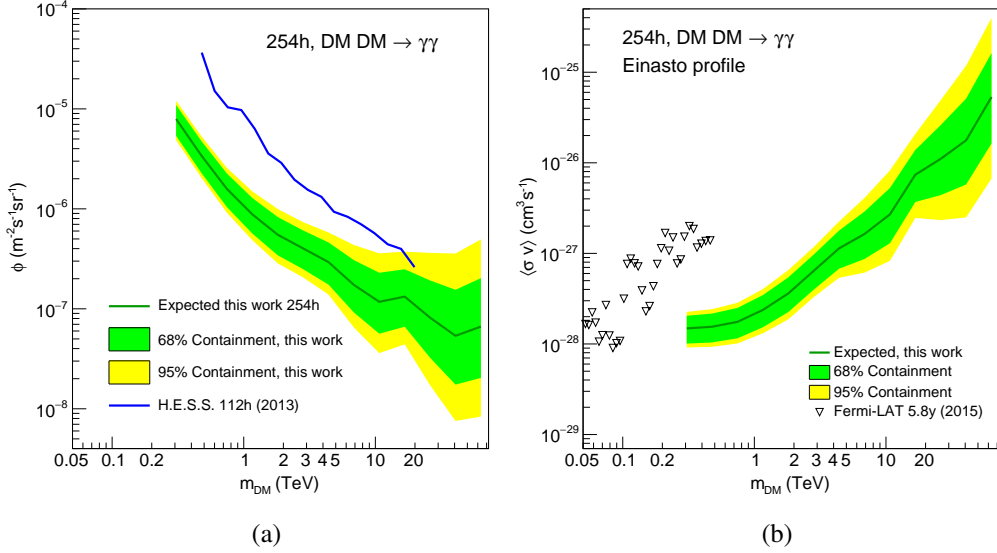 10⁻⁴
10⁻⁵
10⁻⁶
10⁻⁷
10⁻⁸
ϕ (m⁻²s⁻¹sr⁻¹)
254h, DM DM → γγ
Expected this work 254h
68% Containment, this work
95% Containment, this work
H.E.S.S. 112h (2013)
0.05 0.1 0.2 1 2 3 4 5 10 20
m_DM (TeV)
(a)
10⁻²⁵
10⁻²⁶
10⁻²⁷
10⁻²⁸
10⁻²⁹
⟨σ v⟩ (cm³s⁻¹)
254h, DM DM → γγ
Einasto profile
Expected, this work
68% Containment
95% Containment
Fermi-LAT 5.8y (2015)
0.05 0.1 0.2 1 2 3 4 5 10 20
m_DM (TeV)
(b)